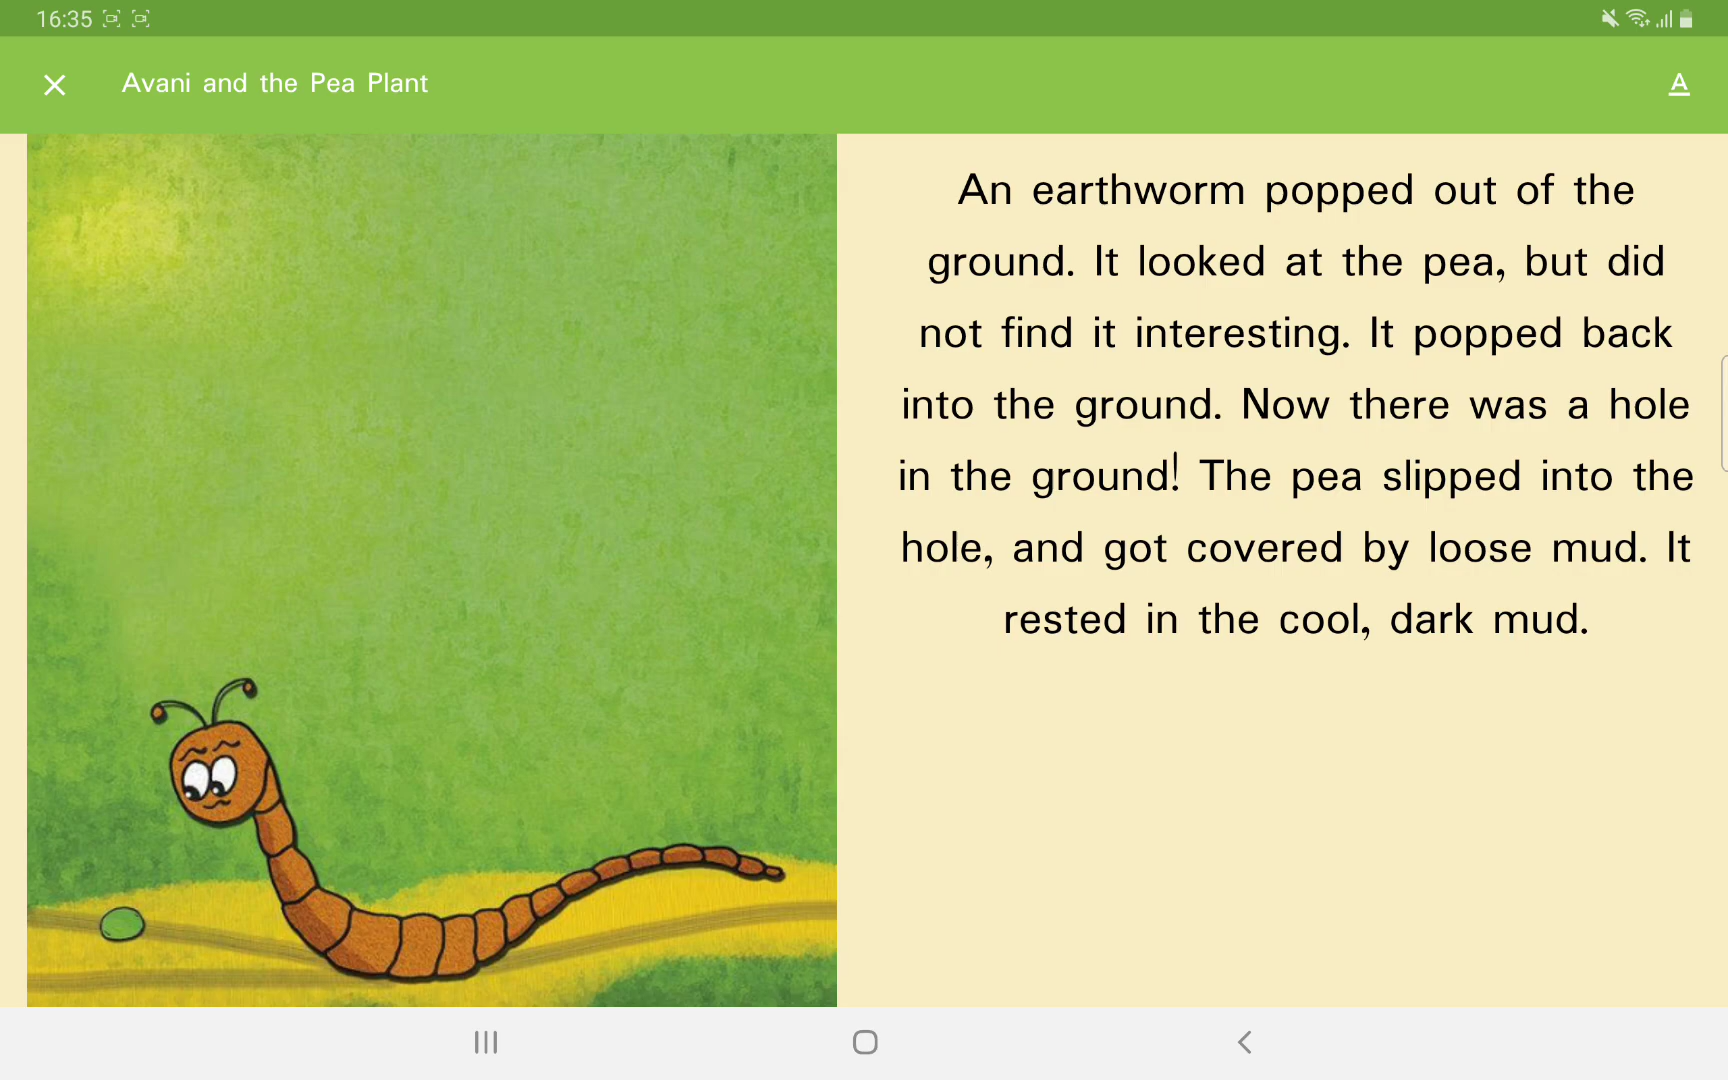 16:35
Avani and the Pea Plant
A
An earthworm popped out of the
ground. It looked at the pea, but did
not find it interesting. It popped back
into the ground. Now there was a hole
in the ground! The pea slipped into the
hole, and got covered by loose mud. It
rested in the cool, dark mud.